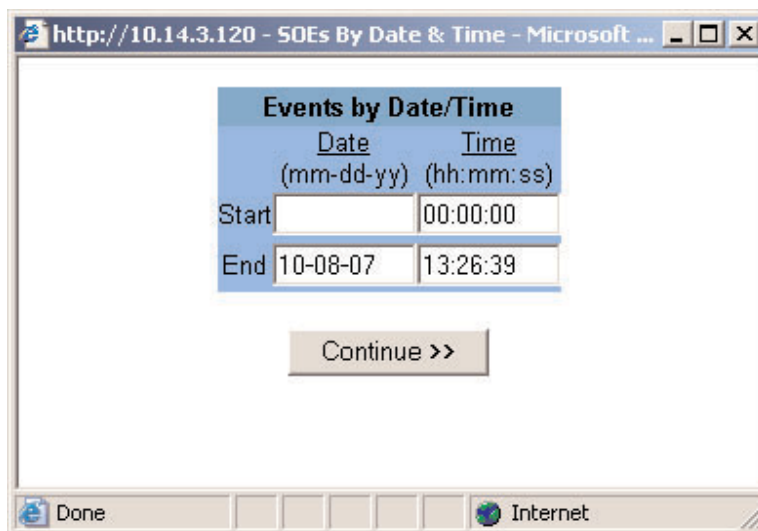 http://10.14.3.120 - SOEs By Date & Time - Microsoft ...
Events by Date/Time
Date Time
(mm-dd-yy) (hh:mm:ss)
Start 00:00:00
End 10-08-07 13:26:39
Continue >>
Done Internet